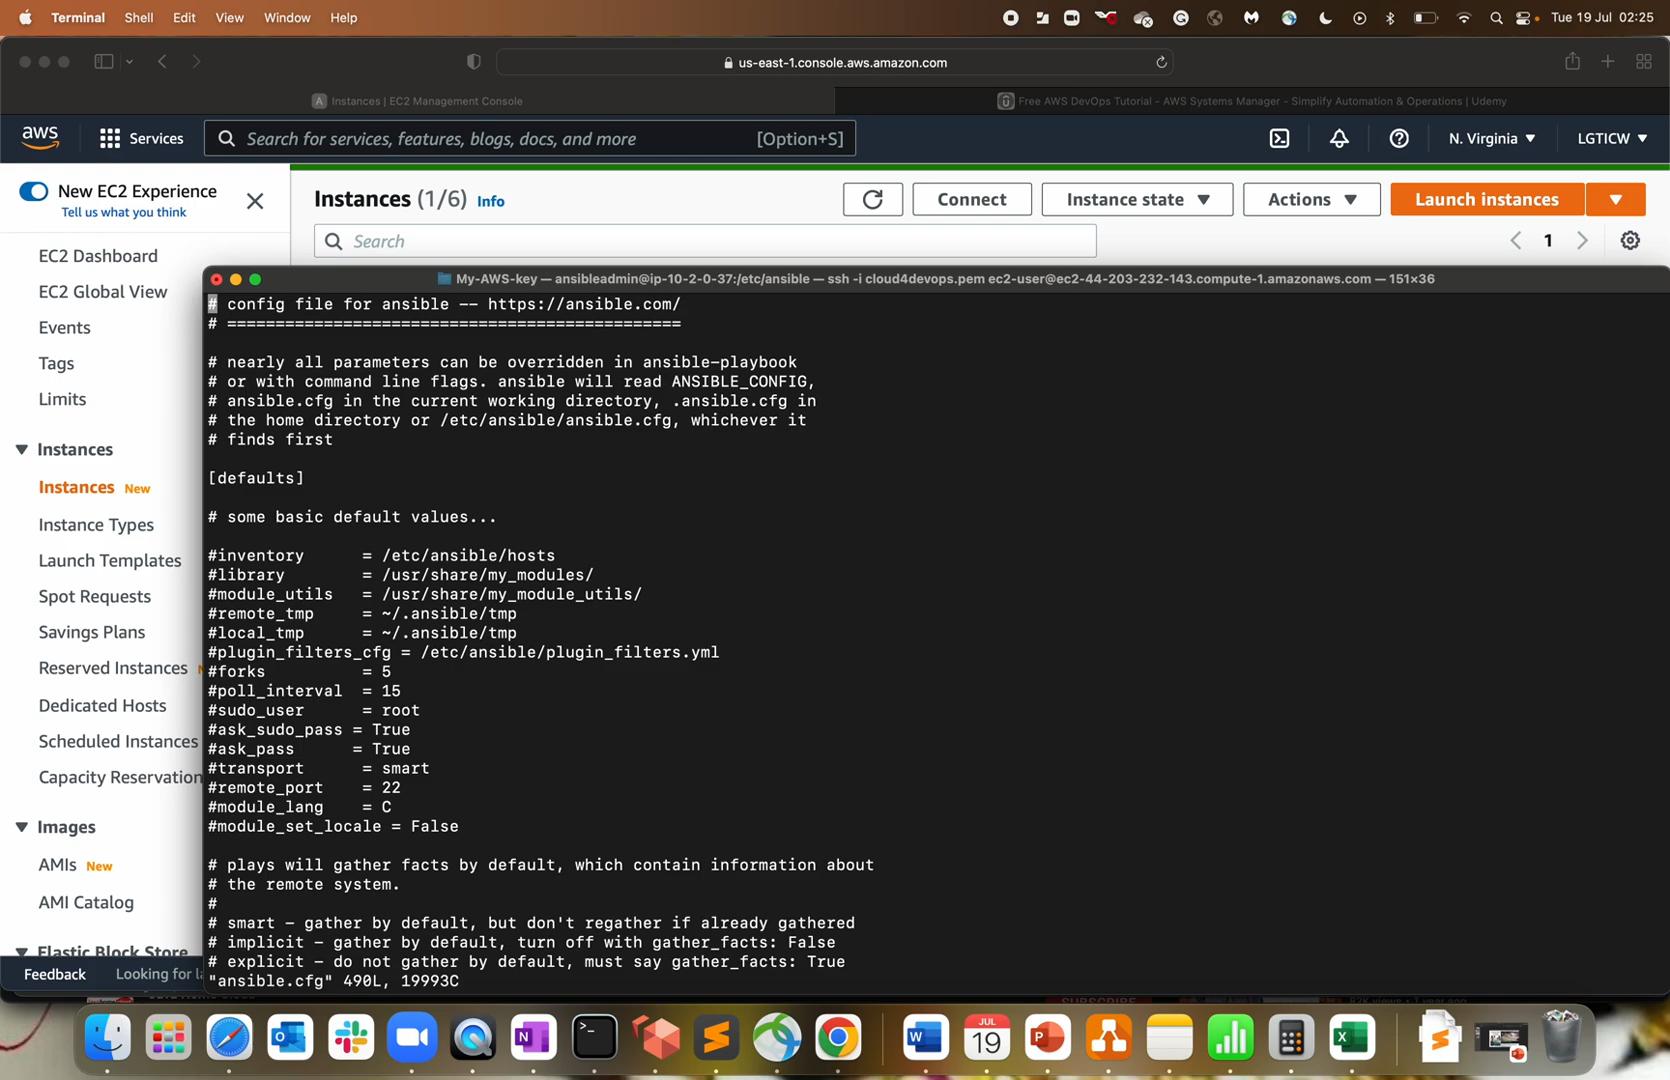 Terminal Shell Edit View Window Help Tue 19 Jul 02:25
us-east-1.console.aws.amazon.com
Instances | EC2 Management Console
Free AWS DevOps Tutorial - AWS Systems Manager - Simplify Automation & Operations | Udemy
aws Services Search for services, features, blogs, docs, and more [Option+S] N. Virginia LGTICW
New EC2 Experience
Tell us what you think
EC2 Dashboard
EC2 Global View
Events
Tags
Limits
Instances
Instances New
Instance Types
Launch Templates
Spot Requests
Savings Plans
Reserved Instances
Dedicated Hosts
Scheduled Instances
Capacity Reservation
Images
AMIs New
AMI Catalog
Elastic Block Store
Feedback Looking for la
Instances (1/6) Info Connect Instance state Actions Launch instances
Search 1
My-AWS-key — ansibleadmin@ip-10-2-0-37:/etc/ansible — ssh -i cloud4devops.pem ec2-user@ec2-44-203-232-143.compute-1.amazonaws.com — 151×36
# config file for ansible -- https://ansible.com/
# ===============================================
# nearly all parameters can be overridden in ansible-playbook
# or with command line flags. ansible will read ANSIBLE_CONFIG,
# ansible.cfg in the current working directory, .ansible.cfg in
# the home directory or /etc/ansible/ansible.cfg, whichever it
# finds first
[defaults]
# some basic default values...
#inventory      = /etc/ansible/hosts
#library        = /usr/share/my_modules/
#module_utils   = /usr/share/my_module_utils/
#remote_tmp     = ~/.ansible/tmp
#local_tmp      = ~/.ansible/tmp
#plugin_filters_cfg = /etc/ansible/plugin_filters.yml
#forks          = 5
#poll_interval  = 15
#sudo_user      = root
#ask_sudo_pass = True
#ask_pass      = True
#transport      = smart
#remote_port    = 22
#module_lang    = C
#module_set_locale = False
# plays will gather facts by default, which contain information about
# the remote system.
#
# smart - gather by default, but don't regather if already gathered
# implicit - gather by default, turn off with gather_facts: False
# explicit - do not gather by default, must say gather_facts: True
"ansible.cfg" 490L, 19993C
SUBSCRIBE
JUL
19